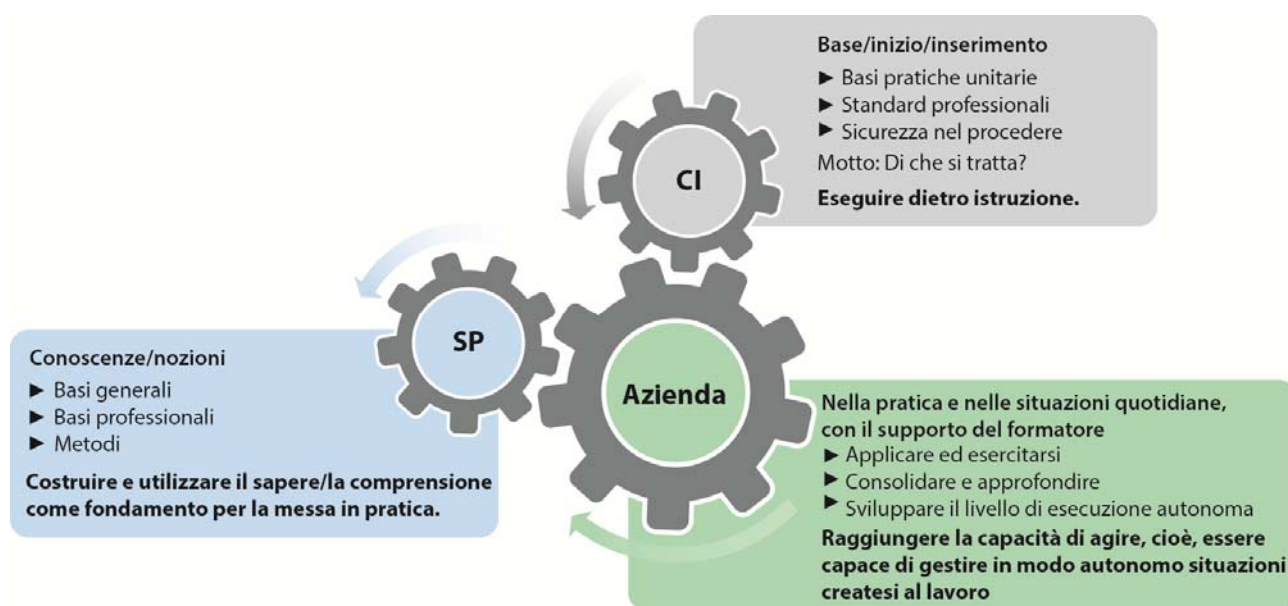 Base/inizio/inserimento
► Basi pratiche unitarie
► Standard professionali
► Sicurezza nel procedere
Motto: Di che si tratta?
Eseguire dietro istruzione.
CI
SP
Conoscenze/nozioni
► Basi generali
► Basi professionali
► Metodi
Costruire e utilizzare il sapere/la comprensione
come fondamento per la messa in pratica.
Azienda
Nella pratica e nelle situazioni quotidiane,
con il supporto del formatore
► Applicare ed esercitarsi
► Consolidare e approfondire
► Sviluppare il livello di esecuzione autonoma
Raggiungere la capacità di agire, cioè, essere
capace di gestire in modo autonomo situazioni
createsi al lavoro